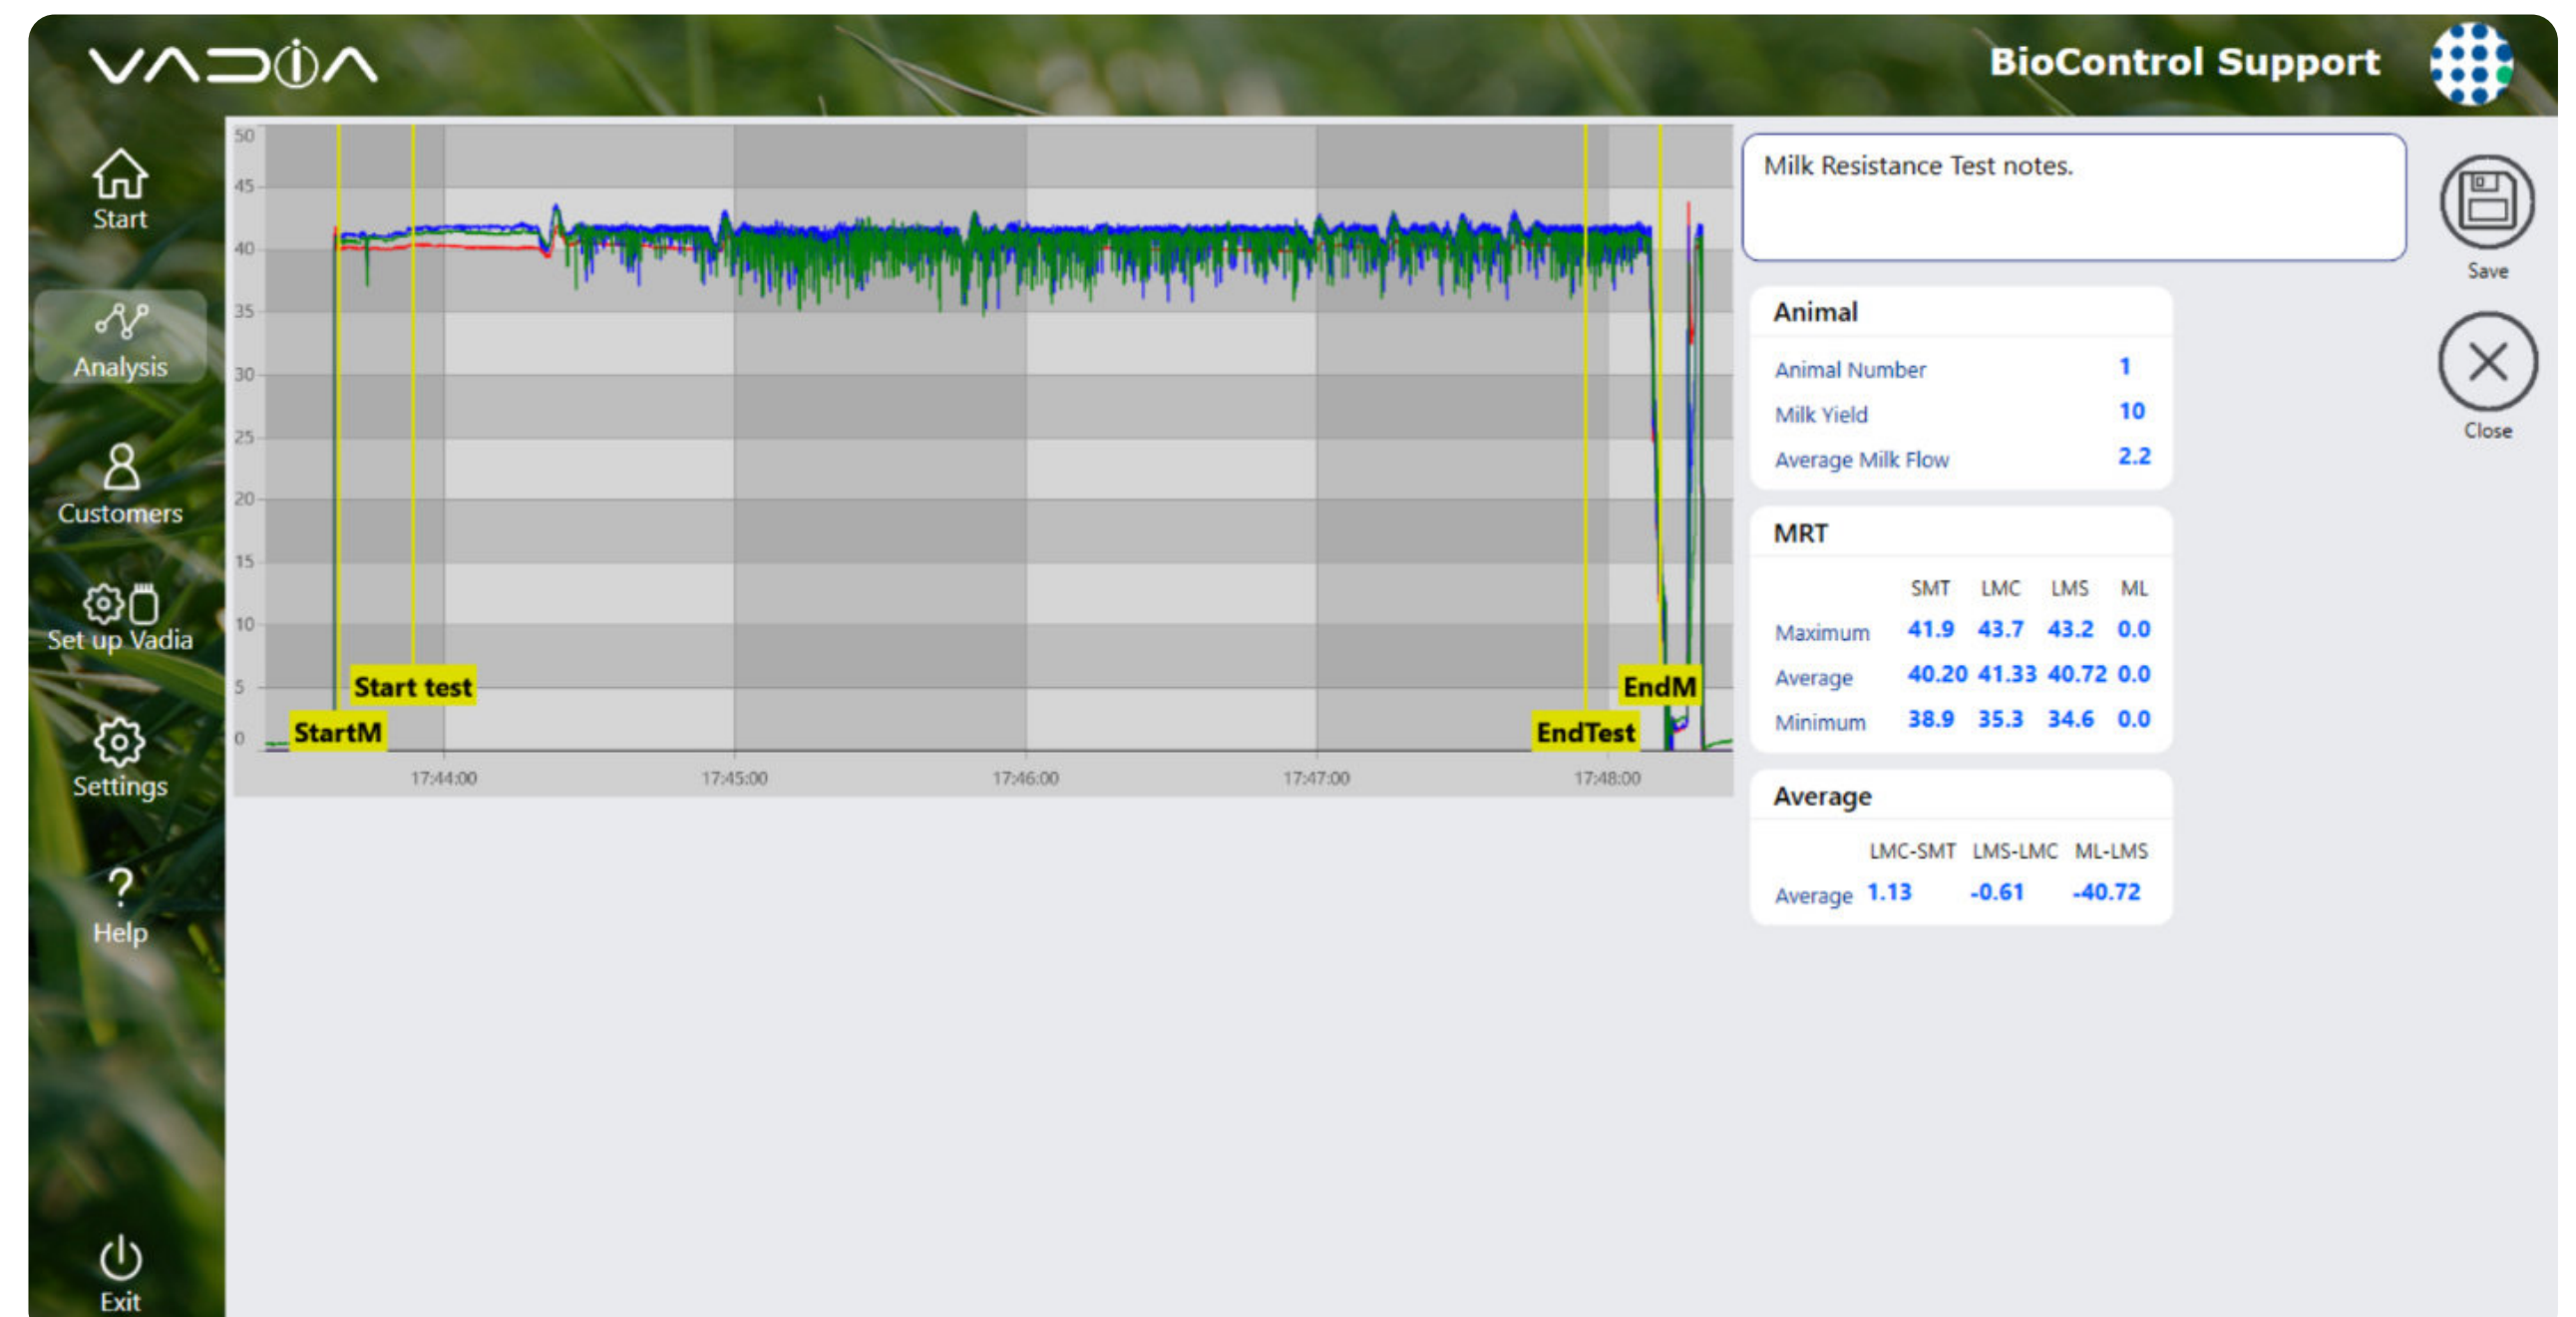 VADIA
BioControl Support
Start
Analysis
Customers
Set up Vadia
Settings
Help
Exit
50
45
40
35
30
25
20
15
10
5
0
Start test
StartM
EndM
EndTest
17:44:00 17:45:00 17:46:00 17:47:00 17:48:00
Milk Resistance Test notes.
Save
Close
Animal
Animal Number 1
Milk Yield 10
Average Milk Flow 2.2
MRT
SMT LMC LMS ML
Maximum 41.9 43.7 43.2 0.0
Average 40.20 41.33 40.72 0.0
Minimum 38.9 35.3 34.6 0.0
Average
LMC-SMT LMS-LMC ML-LMS
Average 1.13 -0.61 -40.72